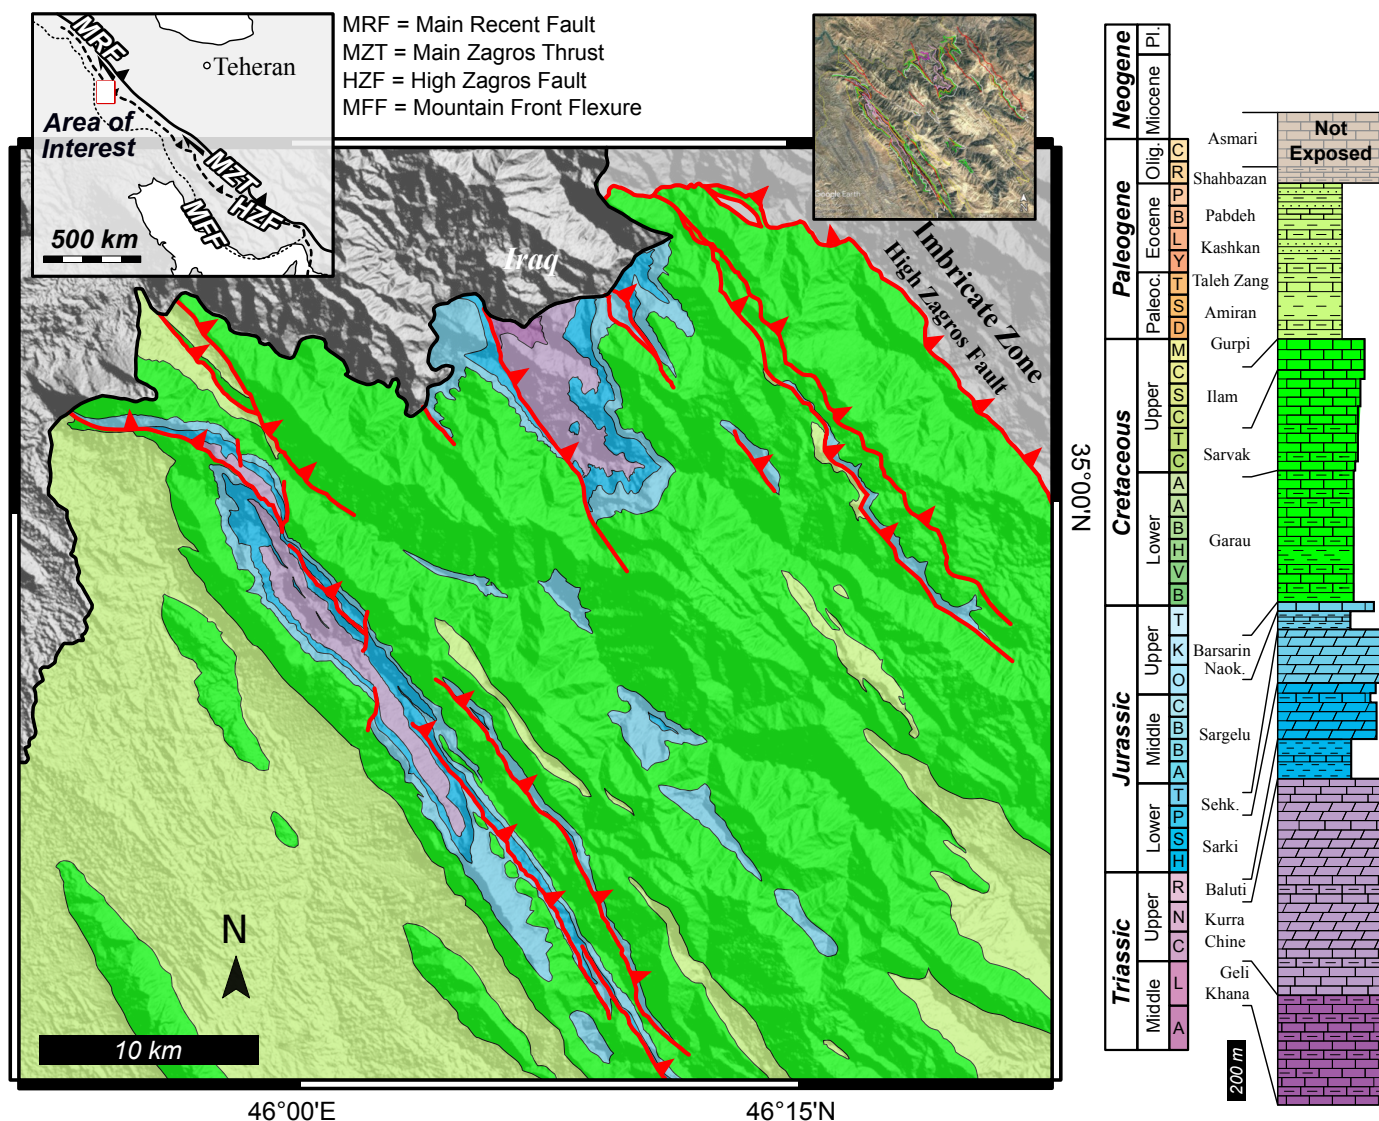 MRF = Main Recent Fault
MZT = Main Zagros Thrust
HZF = High Zagros Fault
MFF = Mountain Front Flexure
MRF
Teheran
Area of
Interest
MZT
HZF
MFF
500 km
Google Earth
Iraq
Imbricate Zone
High Zagros Fault
35°00'N
N
10 km
46°00'E
46°15'N
Neogene
Pl.
Miocene
Paleogene
Olig.
C
R
Eocene
P
B
L
Y
Paleoc.
T
S
D
Cretaceous
Upper
M
C
S
C
T
C
Lower
A
A
B
H
V
B
Jurassic
Upper
T
K
O
Middle
C
B
B
A
Lower
T
P
S
H
Triassic
Upper
R
N
C
Middle
L
A
Asmari
Shahbazan
Pabdeh
Kashkan
Taleh Zang
Amiran
Gurpi
Ilam
Sarvak
Garau
Barsarin
Naok.
Sargelu
Sehk.
Sarki
Baluti
Kurra
Chine
Geli
Khana
Not
Exposed
200 m